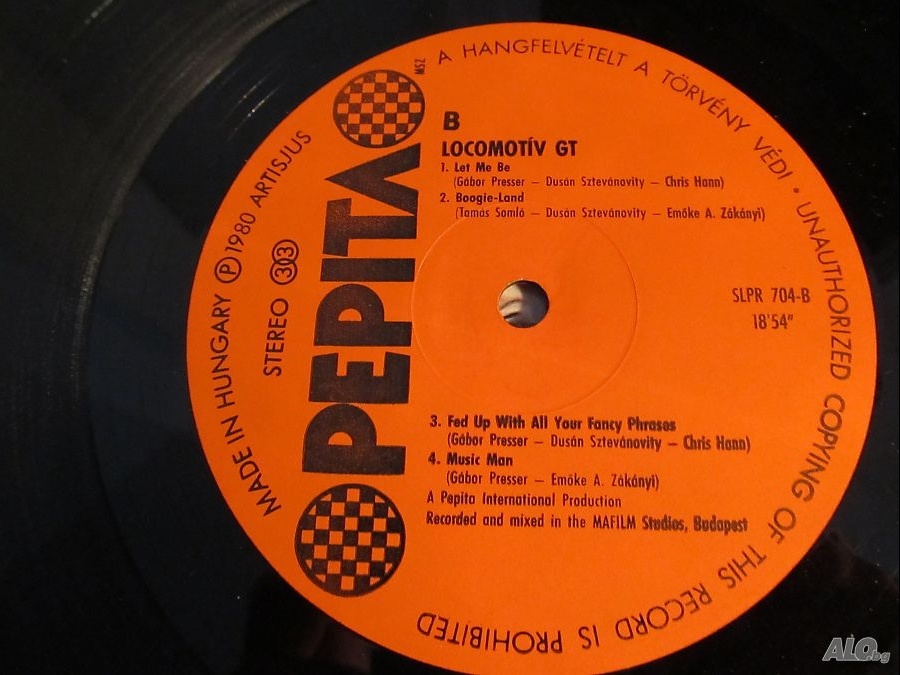 A HANGFELVÉTELT A TÖRVÉNY VÉDI • UNAUTHORIZED COPYING OF THIS RECORD IS PROHIBITED
MADE IN HUNGARY Ⓟ 1980 ARTISJUS
STEREO 33
PEPITA
MSZ
B
LOCOMOTÍV GT
1. Let Me Be
(Gábor Presser – Dusán Sztevánovity – Chris Hann)
2. Boogie-Land
(Tamás Somló – Dusán Sztevánovity – Emőke A. Zákányi)
SLPR 704-B
18'54"
3. Fed Up With All Your Fancy Phrases
(Gábor Presser – Dusán Sztevánovity – Chris Hann)
4. Music Man
(Gábor Presser – Emőke A. Zákányi)
A Pepita International Production
Recorded and mixed in the MAFILM Studios, Budapest
ALO.bg